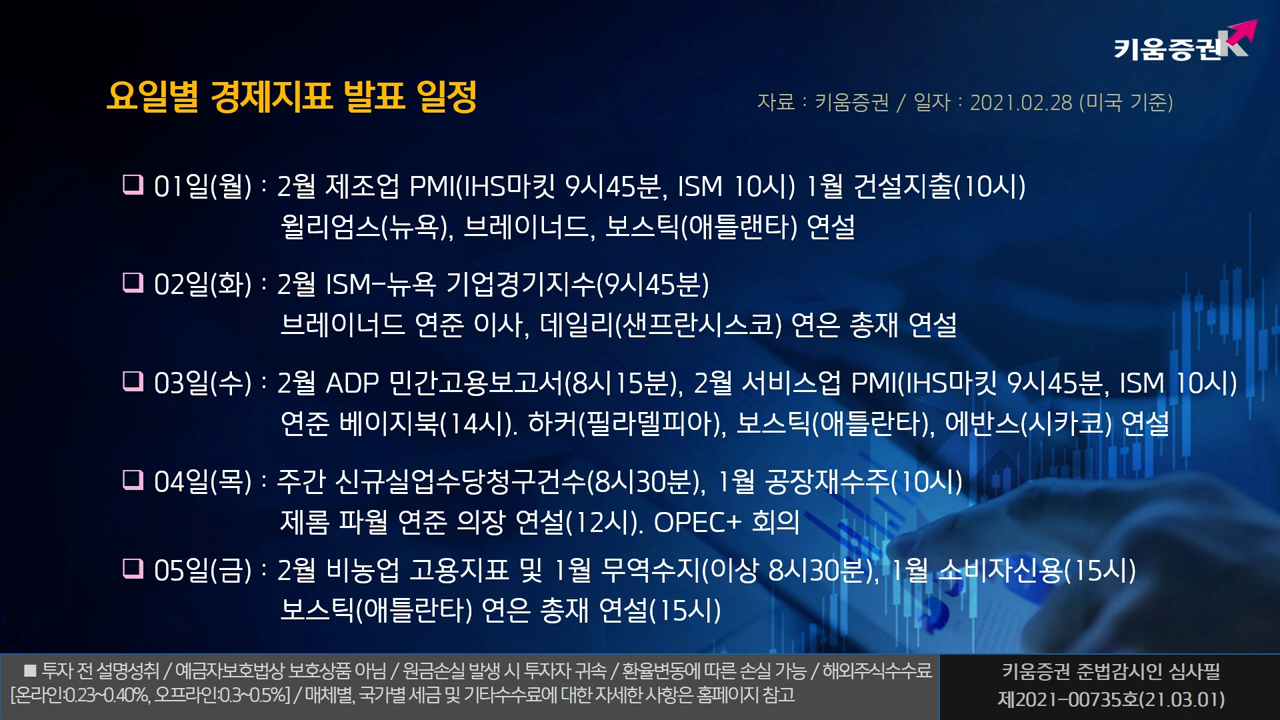 키움증권
요일별 경제지표 발표 일정
자료 : 키움증권 / 일자 : 2021.02.28 (미국 기준)
❑ 01일(월) : 2월 제조업 PMI(IHS마킷 9시45분, ISM 10시) 1월 건설지출(10시)
윌리엄스(뉴욕), 브레이너드, 보스틱(애틀랜타) 연설
❑ 02일(화) : 2월 ISM-뉴욕 기업경기지수(9시45분)
브레이너드 연준 이사, 데일리(샌프란시스코) 연은 총재 연설
❑ 03일(수) : 2월 ADP 민간고용보고서(8시15분), 2월 서비스업 PMI(IHS마킷 9시45분, ISM 10시)
연준 베이지북(14시). 하커(필라델피아), 보스틱(애틀란타), 에반스(시카코) 연설
❑ 04일(목) : 주간 신규실업수당청구건수(8시30분), 1월 공장재수주(10시)
제롬 파월 연준 의장 연설(12시). OPEC+ 회의
❑ 05일(금) : 2월 비농업 고용지표 및 1월 무역수지(이상 8시30분), 1월 소비자신용(15시)
보스틱(애틀란타) 연은 총재 연설(15시)
■ 투자 전 설명성취 / 예금자보호법상 보호상품 아님 / 원금손실 발생 시 투자자 귀속 / 환율변동에 따른 손실 가능 / 해외주식수수료
[온라인:0.23~0.40%, 오프라인:0.3~0.5%] / 매체별, 국가별 세금 및 기타수수료에 대한 자세한 사항은 홈페이지 참고
키움증권 준법감시인 심사필
제2021-00735호(21.03.01)